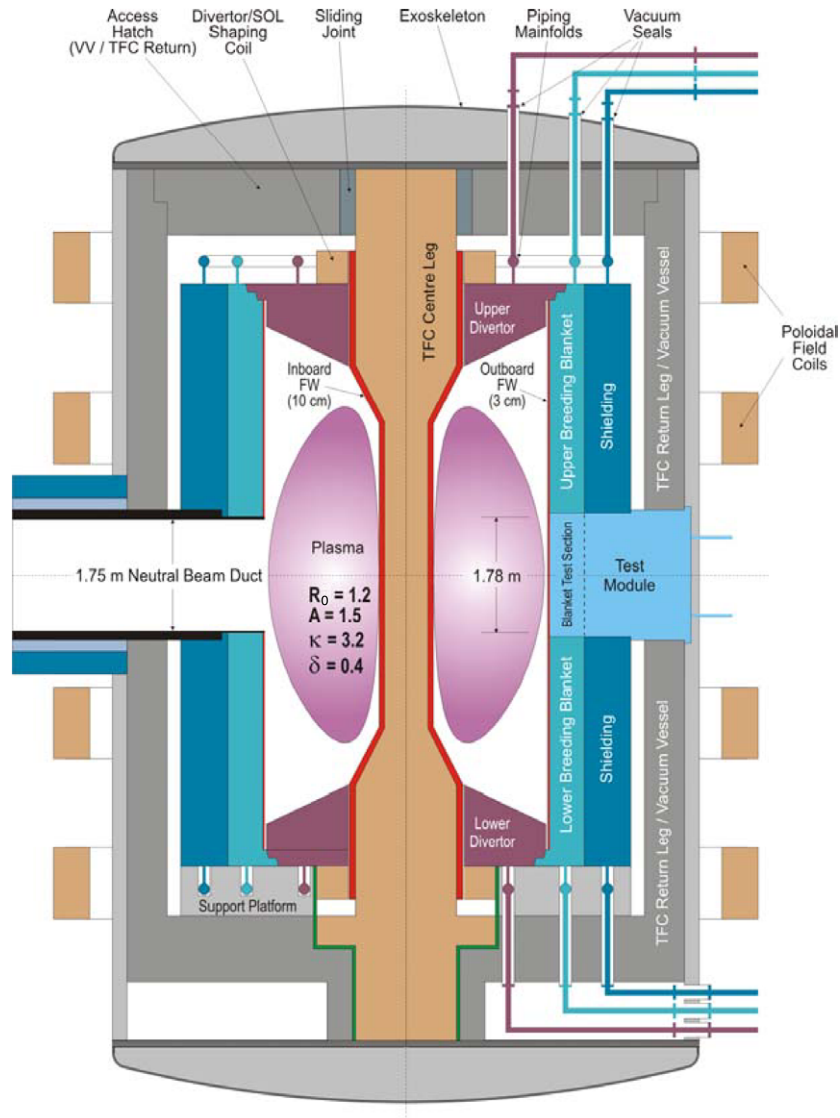 Access
Hatch
(VV / TFC Return)
Divertor/SOL
Shaping
Coil
Sliding
Joint
Exoskeleton
Piping
Mainfolds
Vacuum
Seals
TFC Centre Leg
Upper
Divertor
Inboard
FW
(10 cm)
Outboard
FW
(3 cm)
Upper Breeding Blanket
Shielding
TFC Return Leg / Vacuum Vessel
Poloidal
Field
Coils
1.75 m Neutral Beam Duct
Plasma
R0 = 1.2
A = 1.5
κ = 3.2
δ = 0.4
1.78 m
Blanket Test Section
Test
Module
Lower
Divertor
Lower Breeding Blanket
Shielding
TFC Return Leg / Vacuum Vessel
Support Platform